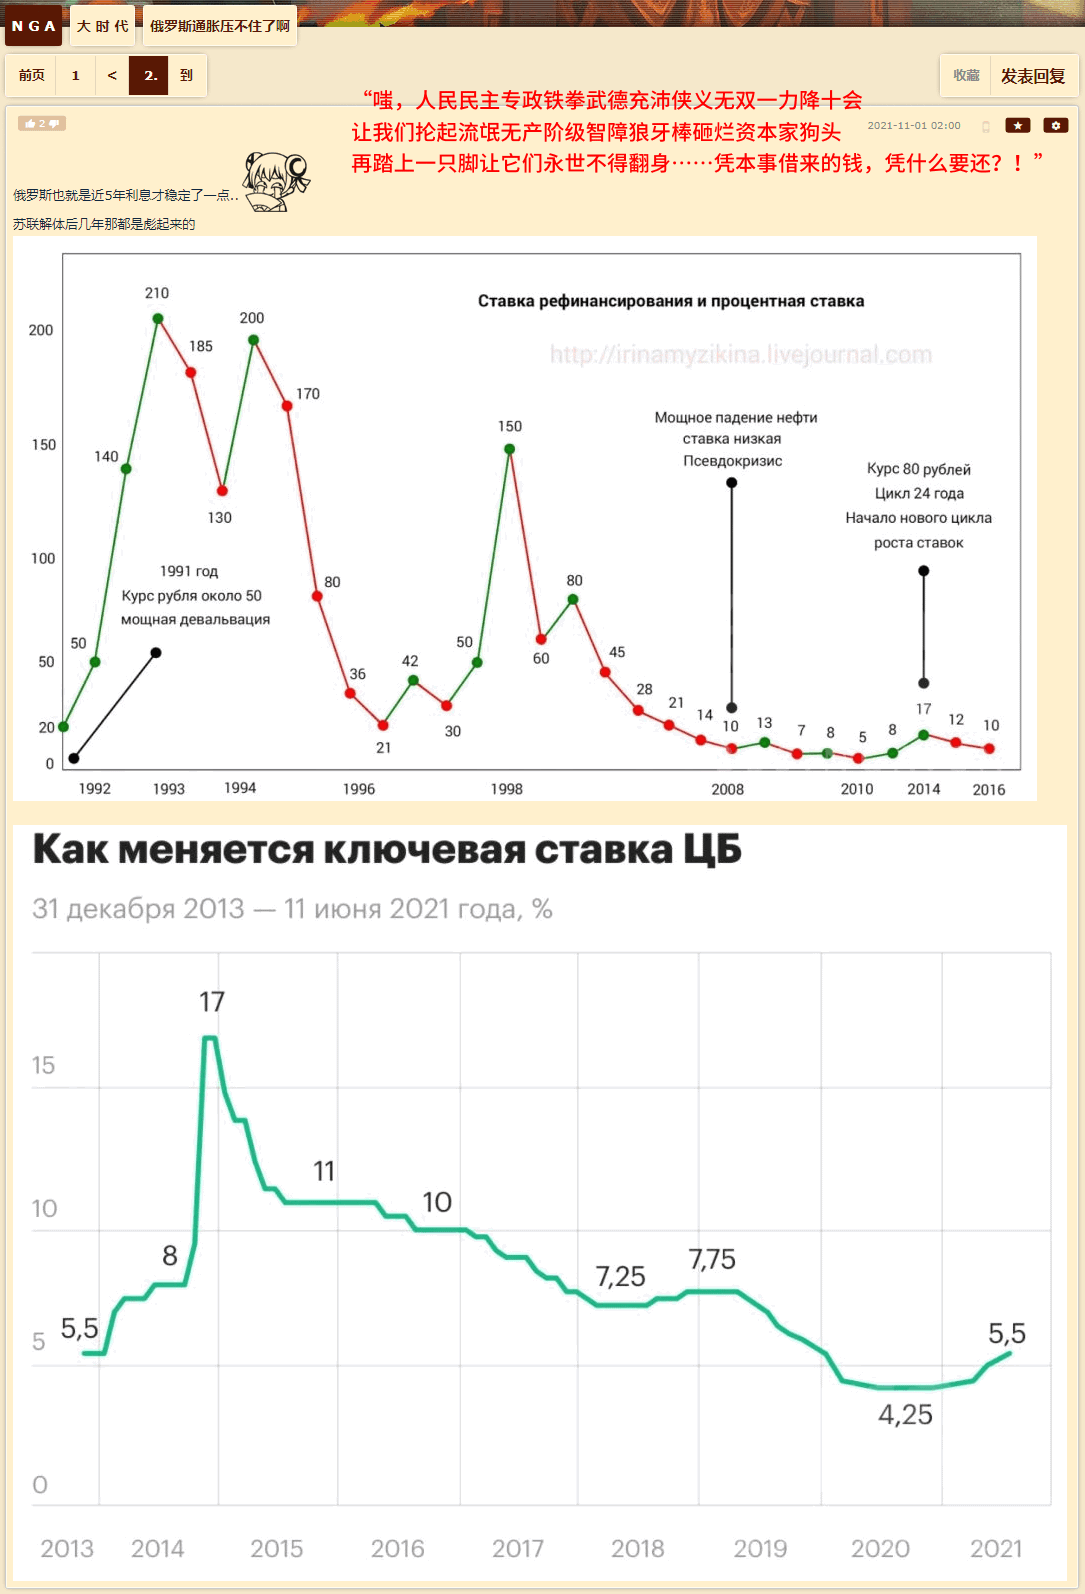 NGA 大时代 俄罗斯通胀压不住了啊
前页 1 < 2. 到 收藏 发表回复
“嗤，人民民主专政铁拳武德充沛侠义无双一力降十会
让我们抡起流氓无产阶级智障狼牙棒砸烂资本家狗头
再踏上一只脚让它们永世不得翻身……凭本事借来的钱，凭什么要还？！”
2
2021-11-01 02:00
俄罗斯也就是近5年利息才稳定了一点..
苏联解体后几年那都是彪起来的
Ставка рефинансирования и процентная ставка
http://irinamyzikina.livejournal.com
200
150
100
50
20
0
50
140
210
185
130
200
170
80
36
21
42
30
50
150
60
80
45
28
21
14
10
13
7
8
5
8
17
12
10
1991 год
Курс рубля около 50
мощная девальвация
Мощное падение нефти
ставка низкая
Псевдокризис
Курс 80 рублей
Цикл 24 года
Начало нового цикла
роста ставок
1992 1993 1994 1996 1998 2008 2010 2014 2016
Как меняется ключевая ставка ЦБ
31 декабря 2013 — 11 июня 2021 года, %
15
10
5
0
5,5
8
17
11
10
7,25
7,75
4,25
5,5
2013 2014 2015 2016 2017 2018 2019 2020 2021